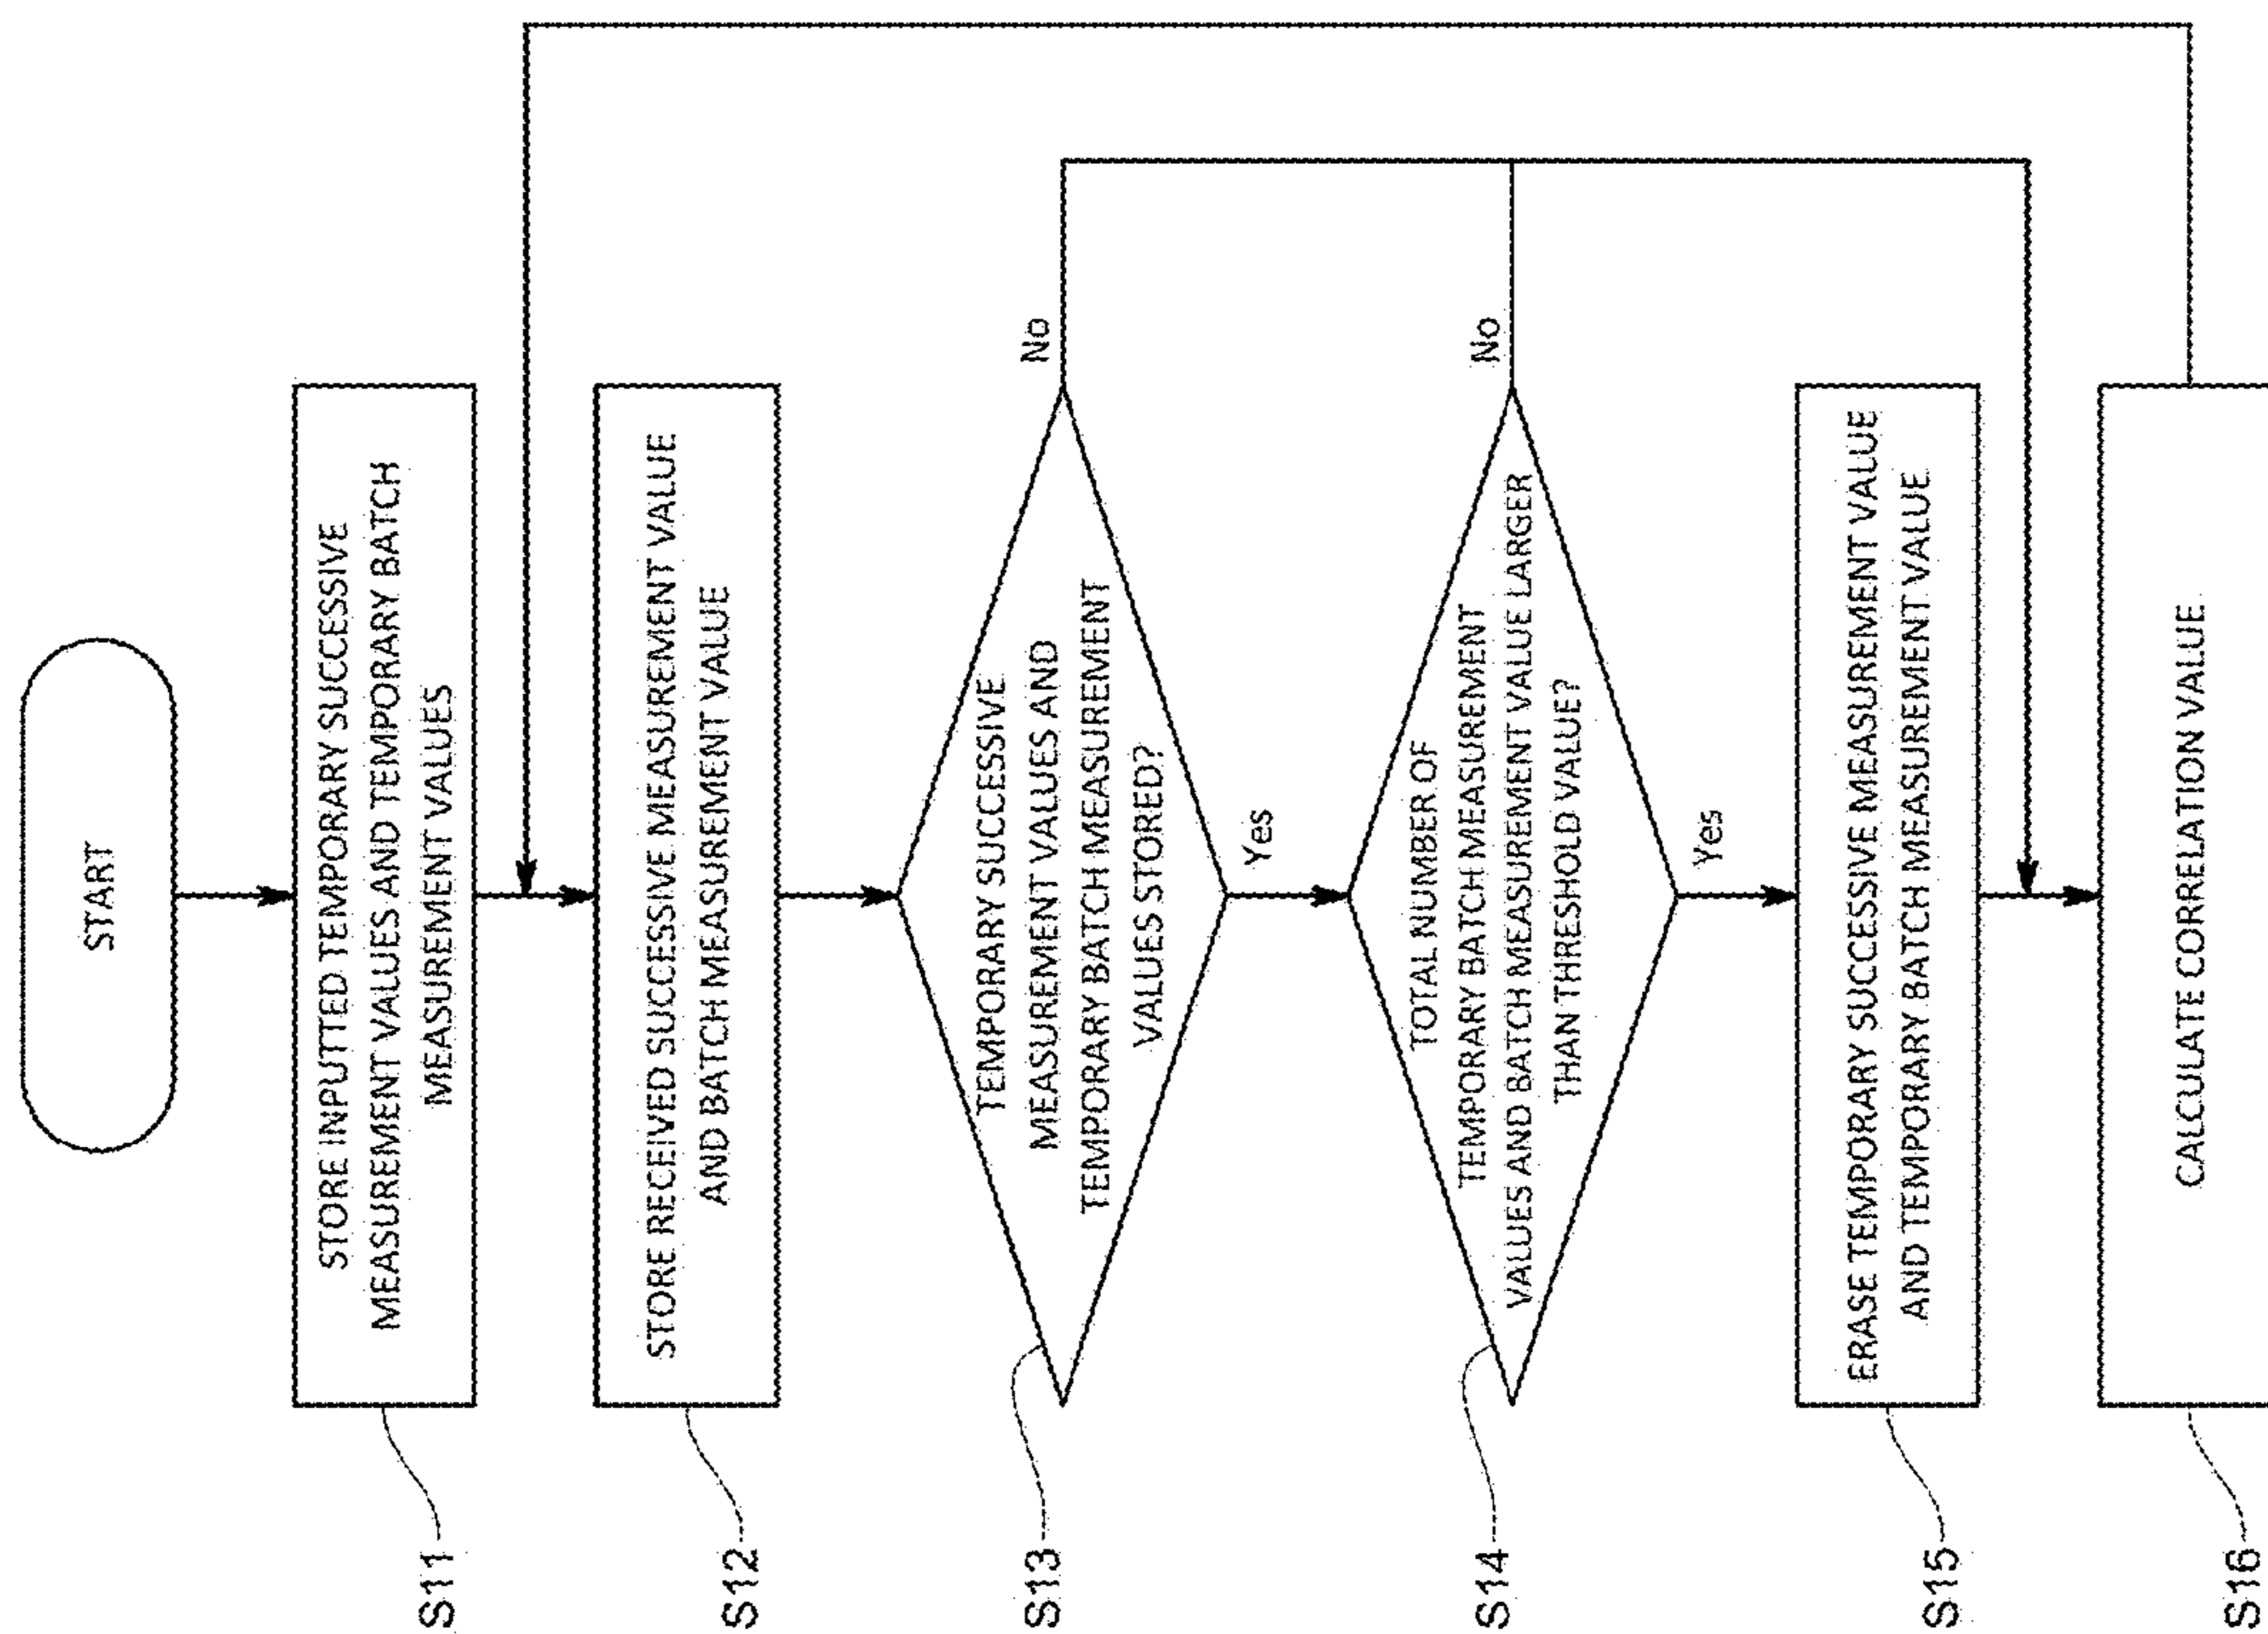 START
S11
STORE INPUTTED TEMPORARY SUCCESSIVE
MEASUREMENT VALUES AND TEMPORARY BATCH
MEASUREMENT VALUES
S12
STORE RECEIVED SUCCESSIVE MEASUREMENT VALUE
AND BATCH MEASUREMENT VALUE
S13
TEMPORARY SUCCESSIVE
MEASUREMENT VALUES AND
TEMPORARY BATCH MEASUREMENT
VALUES STORED?
No
Yes
S14
TOTAL NUMBER OF
TEMPORARY BATCH MEASUREMENT
VALUES AND BATCH MEASUREMENT VALUE LARGER
THAN THRESHOLD VALUE?
No
Yes
S15
ERASE TEMPORARY SUCCESSIVE MEASUREMENT VALUE
AND TEMPORARY BATCH MEASUREMENT VALUE
S16
CALCULATE CORRELATION VALUE